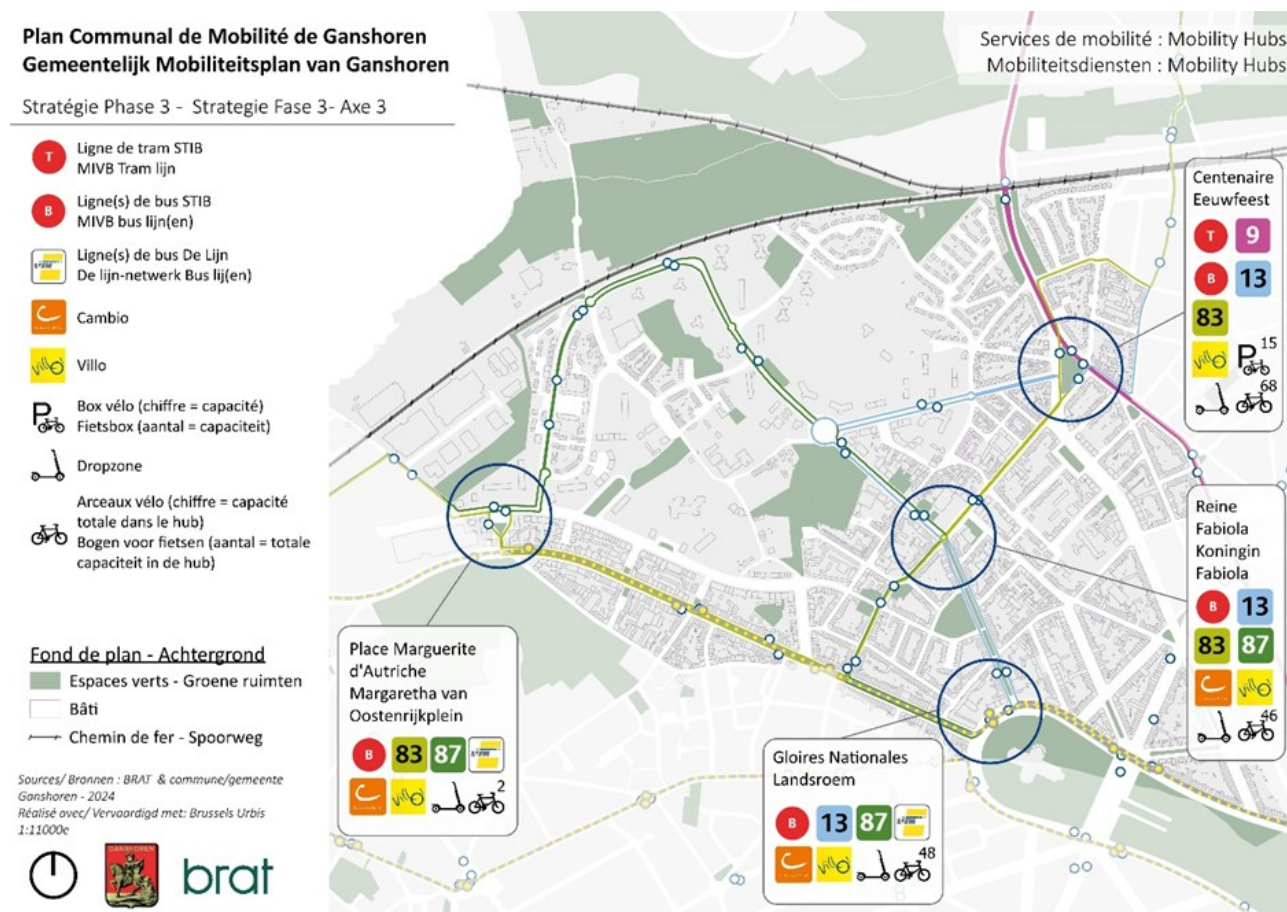 Plan Communal de Mobilité de Ganshoren
Gemeentelijk Mobiliteitsplan van Ganshoren
Stratégie Phase 3 - Strategie Fase 3- Axe 3
Services de mobilité : Mobility Hubs
Mobiliteitsdiensten : Mobility Hubs
T
Ligne de tram STIB
MIVB Tram lijn
B
Ligne(s) de bus STIB
MIVB bus lijn(en)
Ligne(s) de bus De Lijn
De lijn-netwerk Bus lij(en)
Cambio
villo
Villo
P
Box vélo (chiffre = capacité)
Fietsbox (aantal = capaciteit)
Dropzone
Arceaux vélo (chiffre = capacité
totale dans le hub)
Bogen voor fietsen (aantal = totale
capaciteit in de hub)
Fond de plan - Achtergrond
Espaces verts - Groene ruimten
Bâti
Chemin de fer - Spoorweg
Sources/ Bronnen : BRAT & commune/gemeente
Ganshoren - 2024
Réalisé avec/ Vervaardigd met: Brussels Urbis
1:11000e
GANSHOREN
brat
Centenaire
Eeuwfeest
T 9
B 13
83
villo P 15
68
Reine
Fabiola
Koningin
Fabiola
B 13
83 87
villo
46
Place Marguerite
d'Autriche
Margaretha van
Oostenrijkplein
B 83 87
villo 2
Gloires Nationales
Landsroem
B 13 87
villo 48